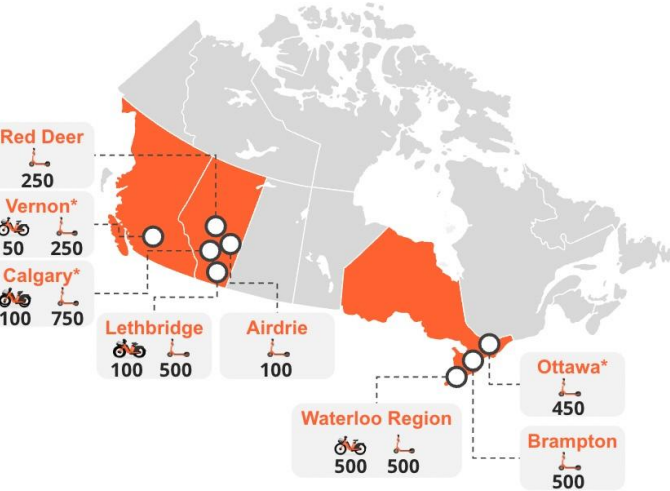 Red Deer
250
Vernon*
50 250
Calgary*
100 750
Lethbridge
100 500
Airdrie
100
Waterloo Region
500 500
Ottawa*
450
Brampton
500